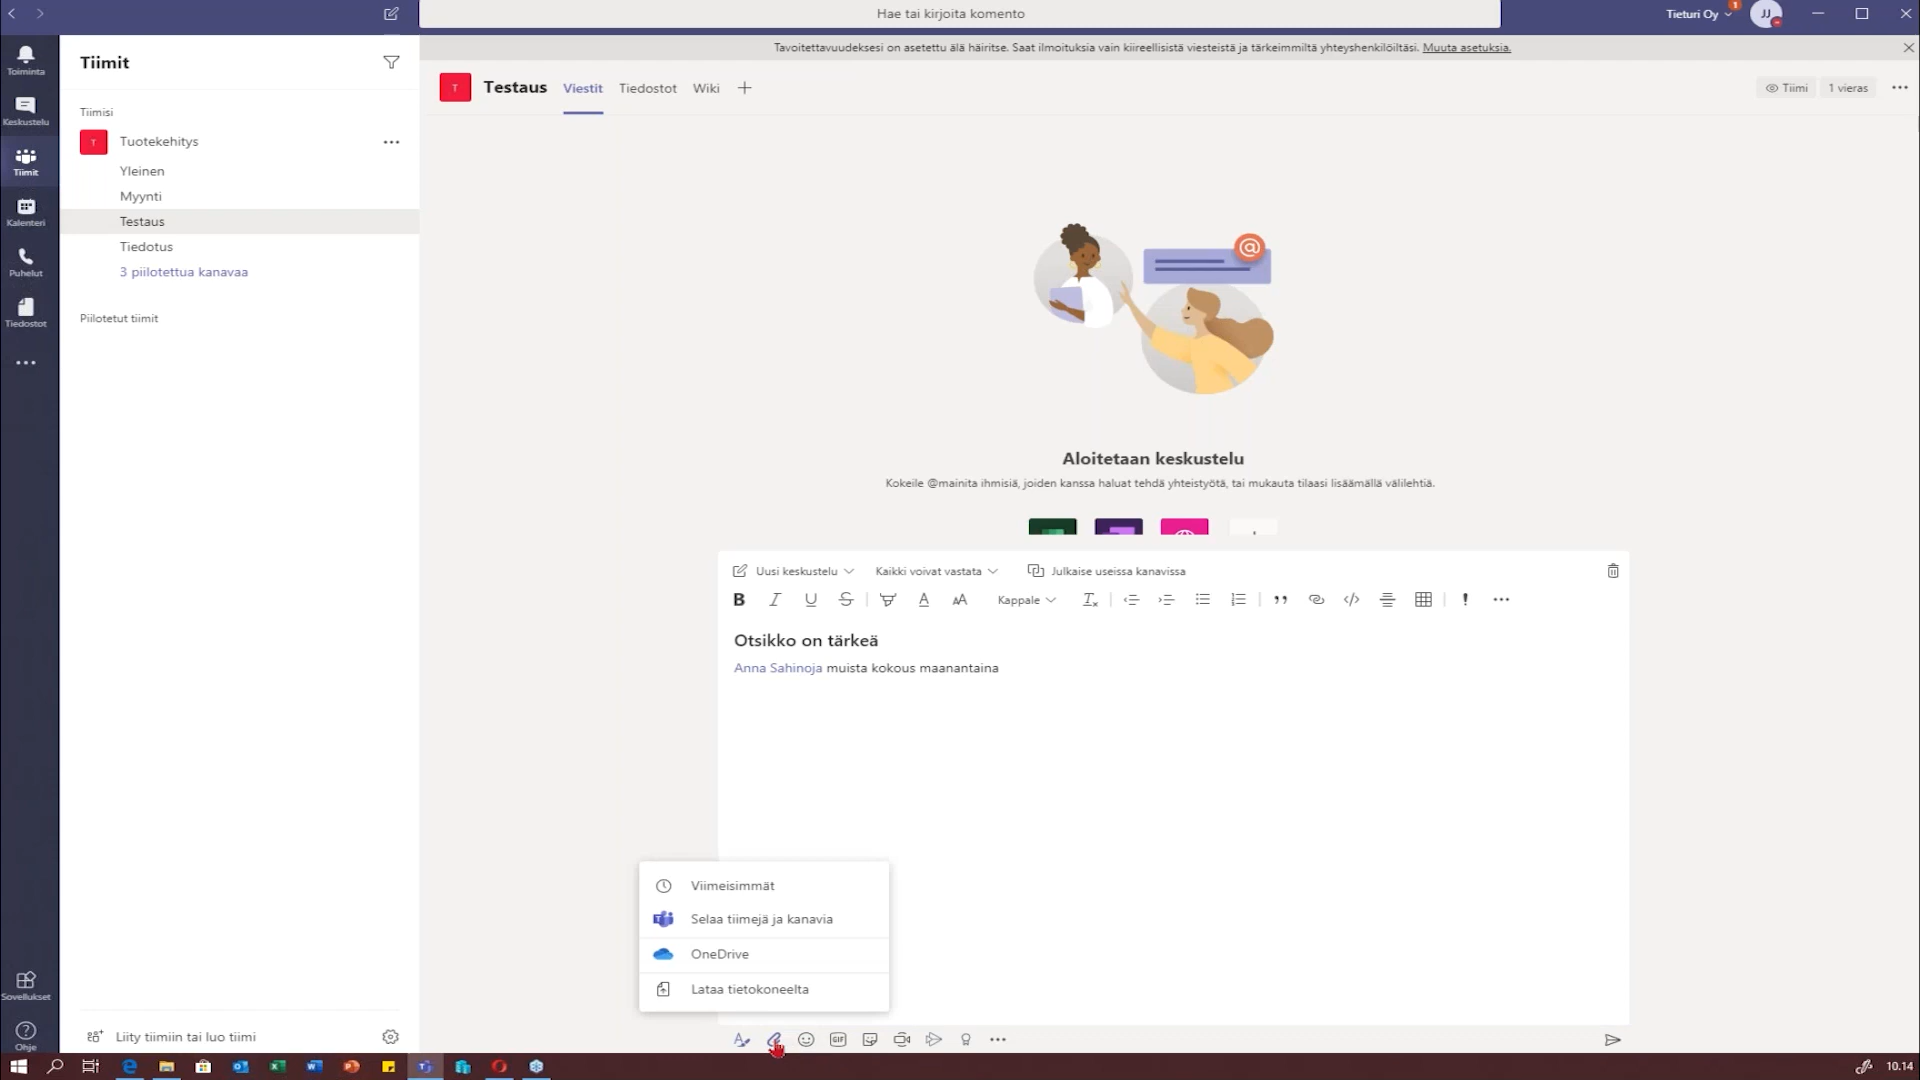 Hae tai kirjoita komento
Tieturi Oy
1
JJ
Tavoitettavuudeksesi on asetettu älä häiritse. Saat ilmoituksia vain kiireellisistä viesteistä ja tärkeimmiltä yhteyshenkilöiltäsi. Muuta asetuksia.
Toiminta
Keskustelu
Tiimit
Kalenteri
Puhelut
Tiedostot
Sovellukset
Ohje
Tiimit
Tiimisi
T
Tuotekehitys
Yleinen
Myynti
Testaus
Tiedotus
3 piilotettua kanavaa
Piilotetut tiimit
Liity tiimiin tai luo tiimi
T
Testaus
Viestit
Tiedostot
Wiki
Tiimi
1 vieras
@
Aloitetaan keskustelu
Kokeile @mainita ihmisiä, joiden kanssa haluat tehdä yhteistyötä, tai mukauta tilaasi lisäämällä välilehtiä.
Uusi keskustelu
Kaikki voivat vastata
Julkaise useissa kanavissa
Kappale
Otsikko on tärkeä
Anna Sahinoja muista kokous maanantaina
Viimeisimmät
Selaa tiimejä ja kanavia
OneDrive
Lataa tietokoneelta
GIF
10.14